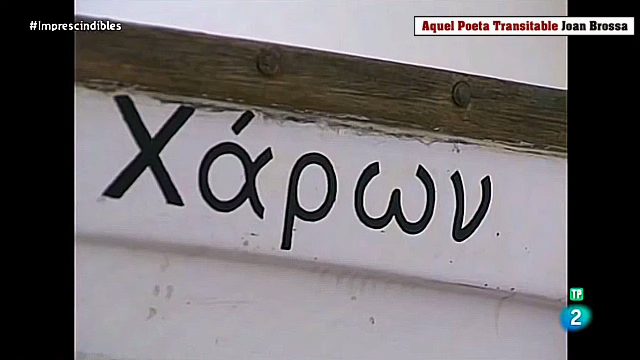 #Imprescindibles
Aquel Poeta Transitable Joan Brossa
Χάρων
TP
2